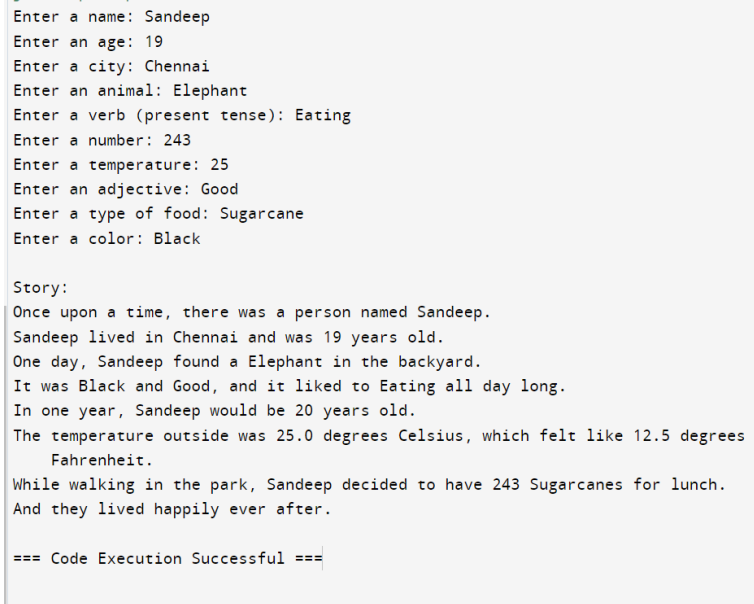 Enter a name: Sandeep
Enter an age: 19
Enter a city: Chennai
Enter an animal: Elephant
Enter a verb (present tense): Eating
Enter a number: 243
Enter a temperature: 25
Enter an adjective: Good
Enter a type of food: Sugarcane
Enter a color: Black

Story:
Once upon a time, there was a person named Sandeep.
Sandeep lived in Chennai and was 19 years old.
One day, Sandeep found a Elephant in the backyard.
It was Black and Good, and it liked to Eating all day long.
In one year, Sandeep would be 20 years old.
The temperature outside was 25.0 degrees Celsius, which felt like 12.5 degrees
    Fahrenheit.
While walking in the park, Sandeep decided to have 243 Sugarcanes for lunch.
And they lived happily ever after.

=== Code Execution Successful ===